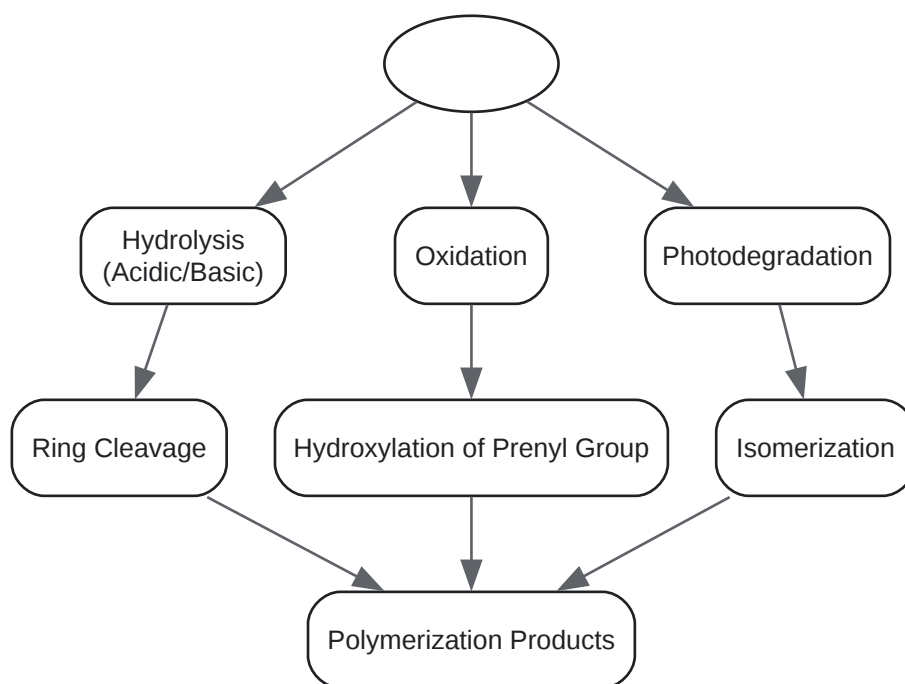 Hydrolysis
(Acidic/Basic)
Oxidation
Photodegradation
Ring Cleavage
Hydroxylation of Prenyl Group
Isomerization
Polymerization Products